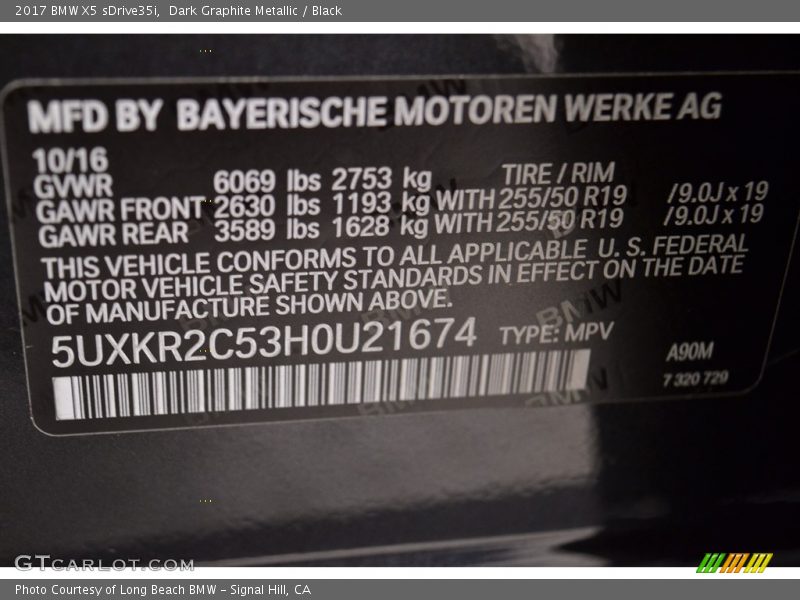 2017 BMW X5 sDrive35i, Dark Graphite Metallic / Black
MFD BY BAYERISCHE MOTOREN WERKE AG
10/16
GVWR 6069 lbs 2753 kg TIRE / RIM
GAWR FRONT 2630 lbs 1193 kg WITH 255/50 R19 /9.0J x 19
GAWR REAR 3589 lbs 1628 kg WITH 255/50 R19 /9.0J x 19
THIS VEHICLE CONFORMS TO ALL APPLICABLE U. S. FEDERAL
MOTOR VEHICLE SAFETY STANDARDS IN EFFECT ON THE DATE
OF MANUFACTURE SHOWN ABOVE.
5UXKR2C53H0U21674 TYPE: MPV A90M
7 320 729
GTCARLOT.COM
Photo Courtesy of Long Beach BMW – Signal Hill, CA